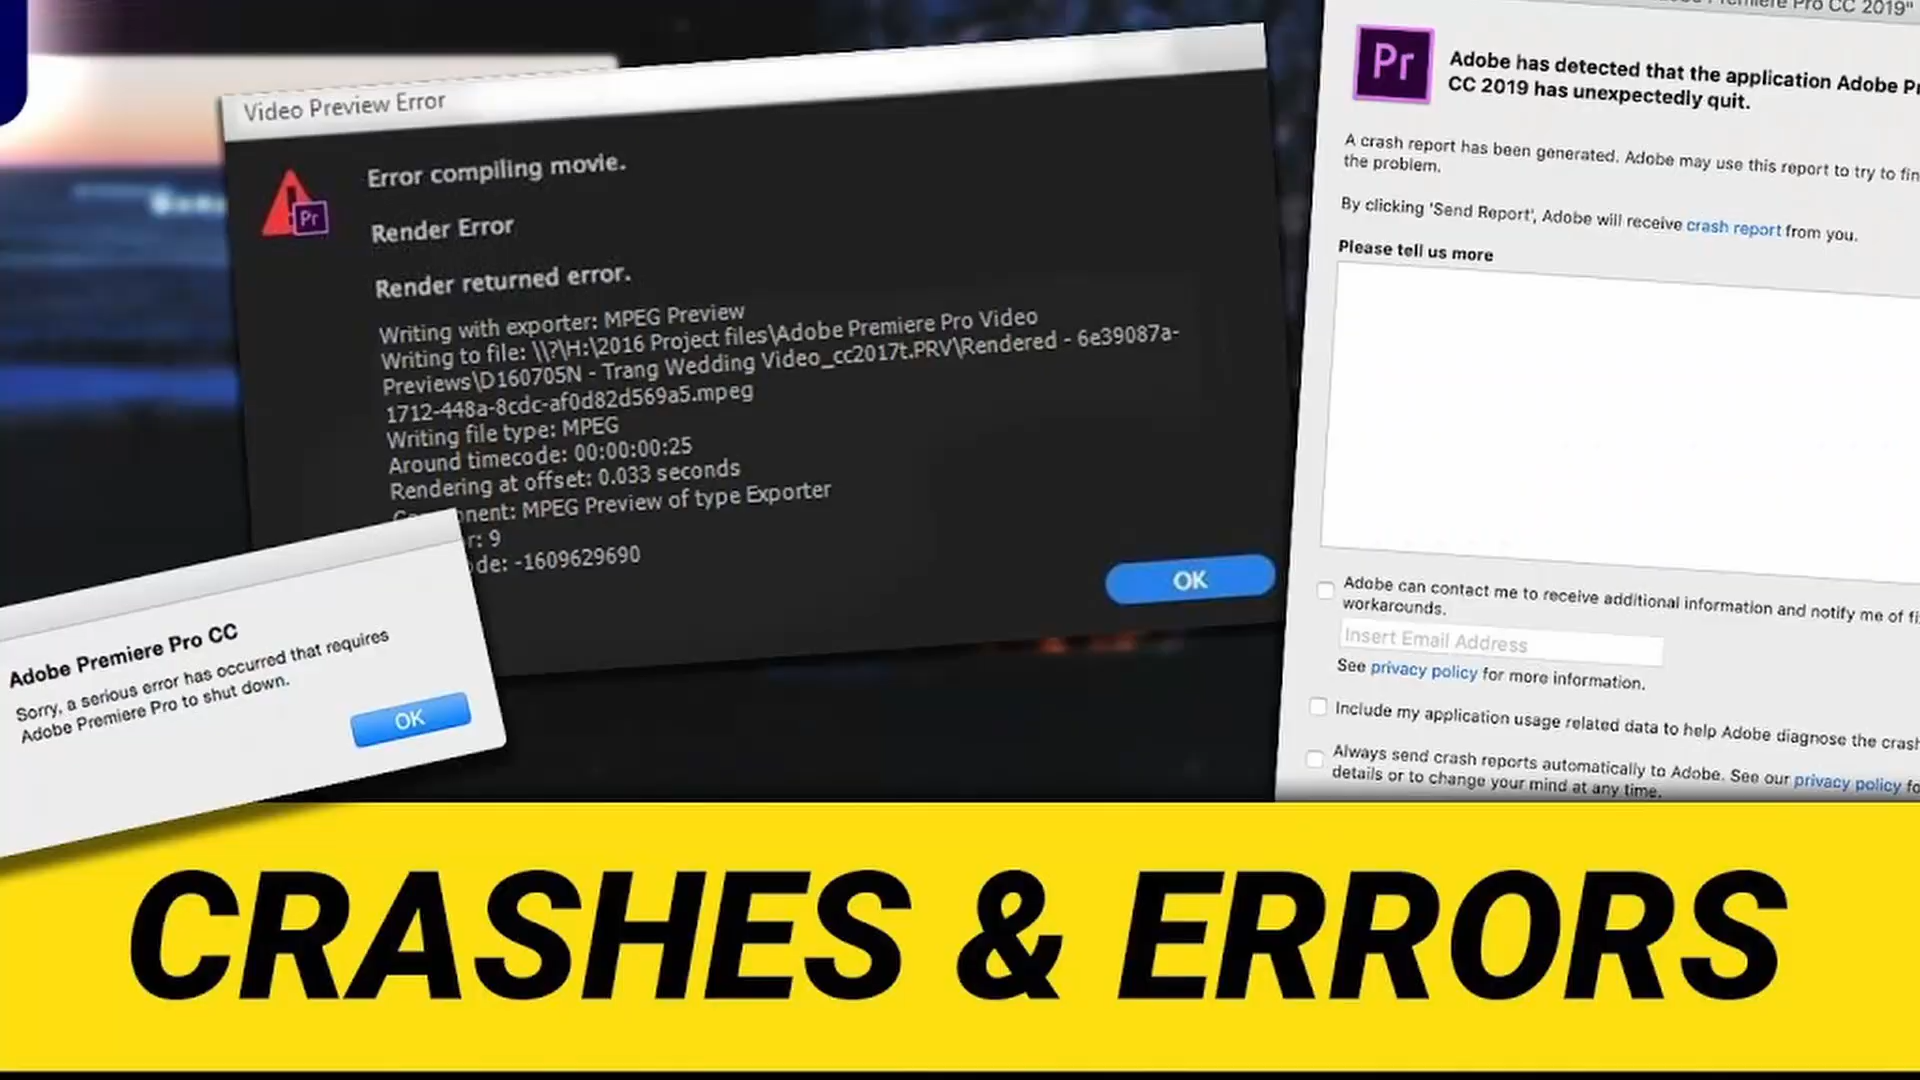 Video Preview Error
Error compiling movie.
Render Error
Render returned error.
Writing with exporter: MPEG Preview
Writing to file: \\?\H:\2016 Project files\Adobe Premiere Pro Video
Previews\D160705N - Trang Wedding Video_cc2017t.PRV\Rendered - 6e39087a-
1712-448a-8cdc-af0d82d569a5.mpeg
Writing file type: MPEG
Around timecode: 00:00:00:25
Rendering at offset: 0.033 seconds
nent: MPEG Preview of type Exporter
r: 9
de: -1609629690
OK
Adobe Premiere Pro CC
Sorry, a serious error has occurred that requires
Adobe Premiere Pro to shut down.
OK
Premiere Pro CC 2019"
Pr
Adobe has detected that the application Adobe Pr
CC 2019 has unexpectedly quit.
A crash report has been generated. Adobe may use this report to try to fin
the problem.
By clicking 'Send Report', Adobe will receive crash report from you.
Please tell us more
Adobe can contact me to receive additional information and notify me of fi
workarounds.
Insert Email Address
See privacy policy for more information.
Include my application usage related data to help Adobe diagnose the crash
Always send crash reports automatically to Adobe. See our privacy policy fo
details or to change your mind at any time.
CRASHES & ERRORS